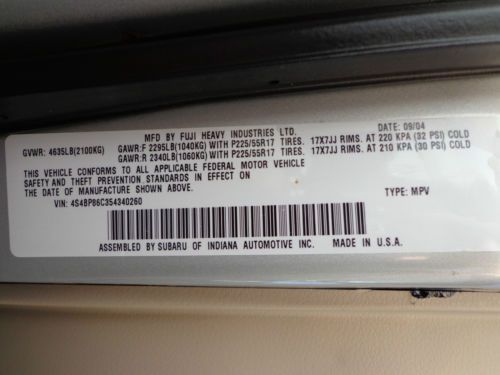 MFD BY FUJI HEAVY INDUSTRIES LTD. DATE: 09/04
GVWR: 4635LB(2100KG) GAWR:F 2295LB(1040KG) WITH P225/55R17 TIRES. 17X7JJ RIMS. AT 220 KPA (32 PSI) COLD
GAWR:R 2340LB(1060KG) WITH P225/55R17 TIRES. 17X7JJ RIMS. AT 210 KPA (30 PSI) COLD
THIS VEHICLE CONFORMS TO ALL APPLICABLE FEDERAL MOTOR VEHICLE
SAFETY AND THEFT PREVENTION STANDARDS IN EFFECT ON
THE DATE OF MANUFACTURE SHOWN ABOVE.
VIN: 4S4BP86C354340260 TYPE: MPV
ASSEMBLED BY SUBARU OF INDIANA AUTOMOTIVE INC. MADE IN U.S.A.